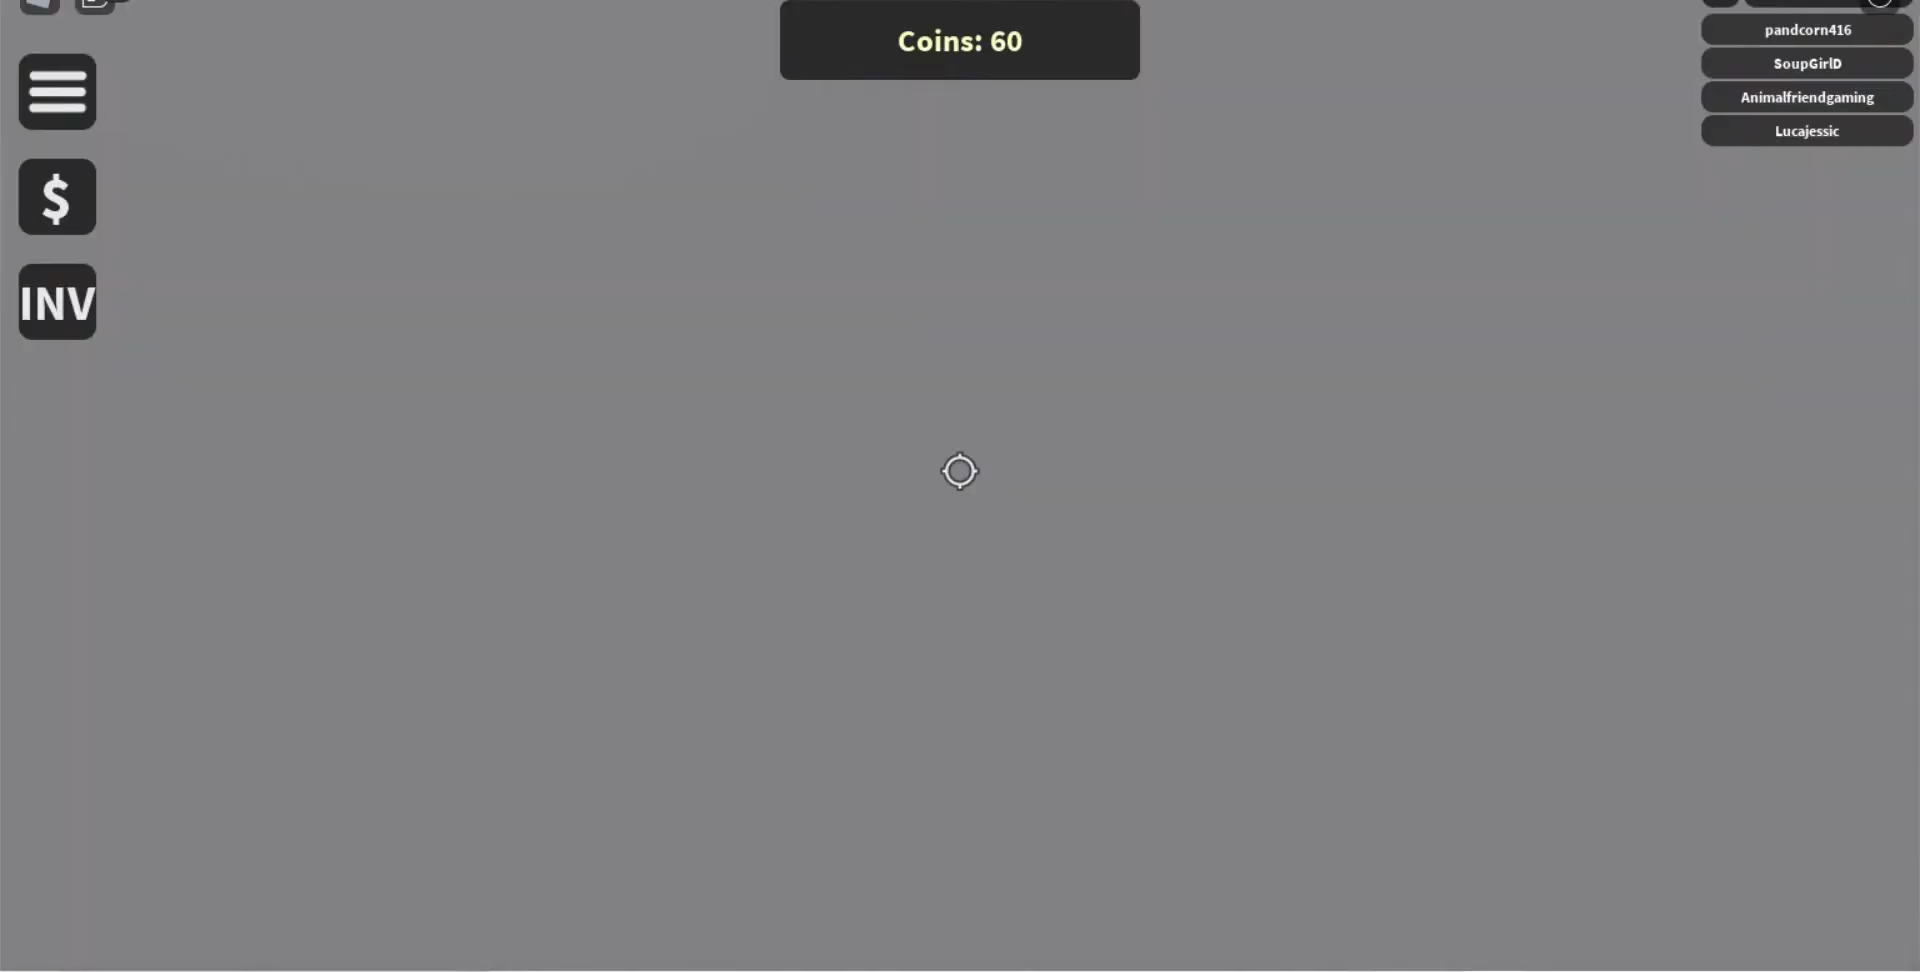 Coins: 60
pandcorn416
SoupGirlD
Animalfriendgaming
Lucajessic
$
INV